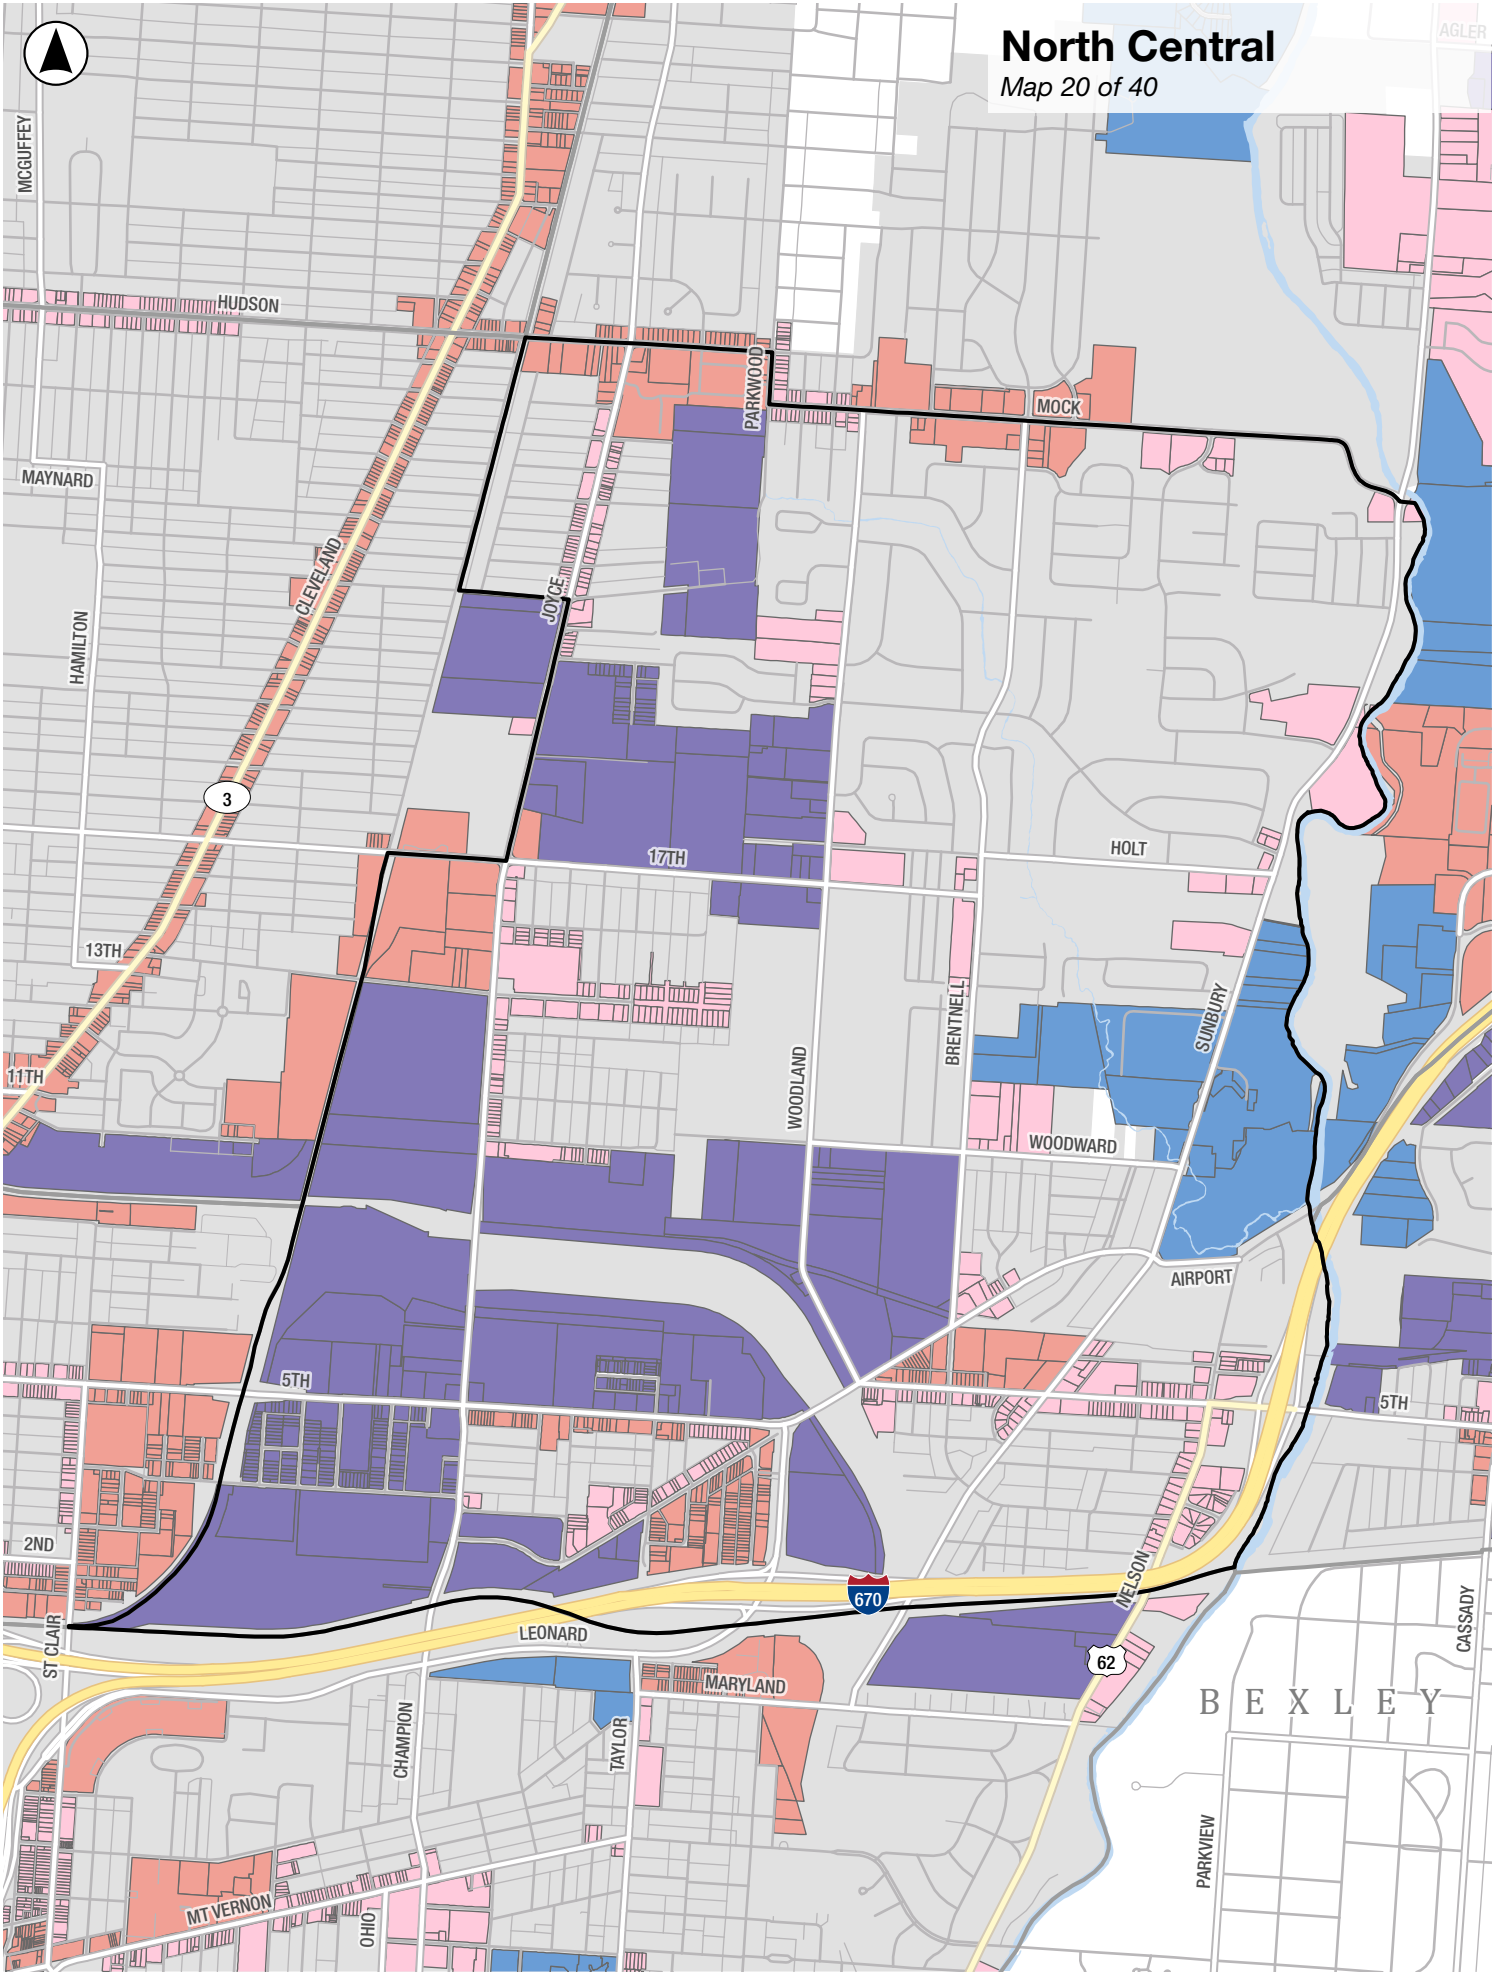 North Central
Map 20 of 40
AGLER
MCGUFFEY
HUDSON
PARKWOOD
MOCK
MAYNARD
CLEVELAND
JOYCE
HAMILTON
3
17TH
HOLT
13TH
BRENTNELL
SUNBURY
11TH
WOODLAND
WOODWARD
AIRPORT
5TH
5TH
2ND
NELSON
670
ST CLAIR
LEONARD
CASSADY
62
MARYLAND
BEXLEY
CHAMPION
TAYLOR
PARKVIEW
MT VERNON
OHIO